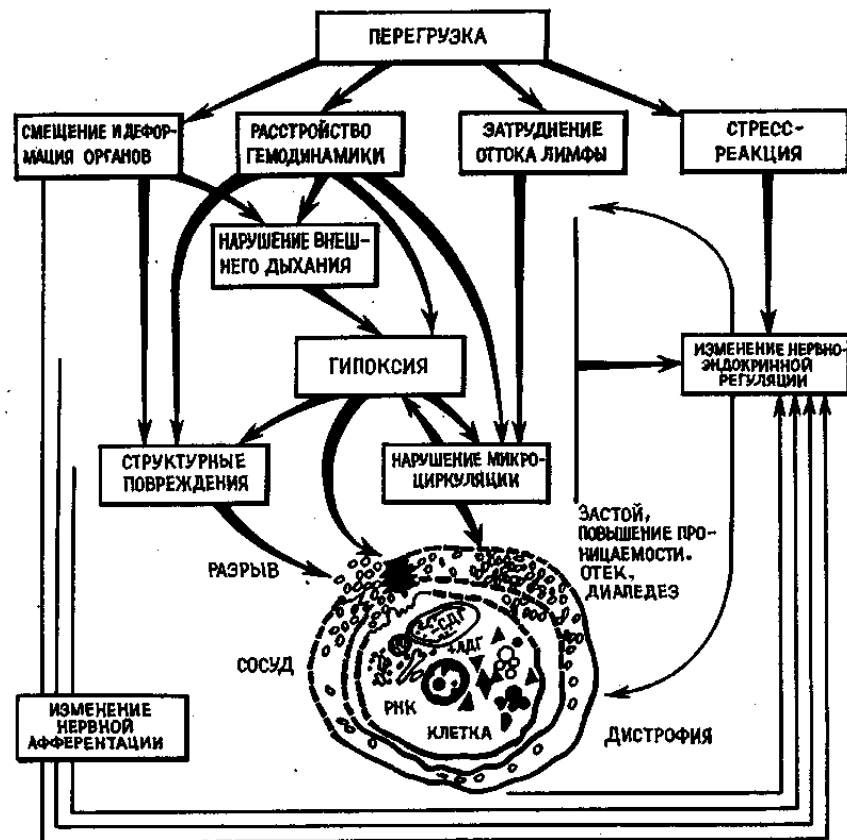 ПЕРЕГРУЗКА
СМЕЩЕНИЕ И ДЕФОР-
МАЦИЯ ОРГАНОВ
РАССТРОЙСТВО
ГЕМОДИНАМИКИ
ЗАТРУДНЕНИЕ
ОТТОКА ЛИМФЫ
СТРЕСС-
РЕАКЦИЯ
НАРУШЕНИЕ ВНЕШ-
НЕГО ДЫХАНИЯ
ГИПОКСИЯ
ИЗМЕНЕНИЕ НЕРВНО-
ЭНДОКРИННОЙ
РЕГУЛЯЦИИ
СТРУКТУРНЫЕ
ПОВРЕЖДЕНИЯ
НАРУШЕНИЕ МИКРО-
ЦИРКУЛЯЦИИ
ЗАСТОЙ,
ПОВЫШЕНИЕ ПРО-
НИЦАЕМОСТИ.
ОТЕК,
ДИАПЕДЕЗ
РАЗРЫВ
СДГ
ЛДГ
СОСУД
РНК
КЛЕТКА
ИЗМЕНЕНИЕ
НЕРВНОЙ
АФФЕРЕНТАЦИИ
ДИСТРОФИЯ